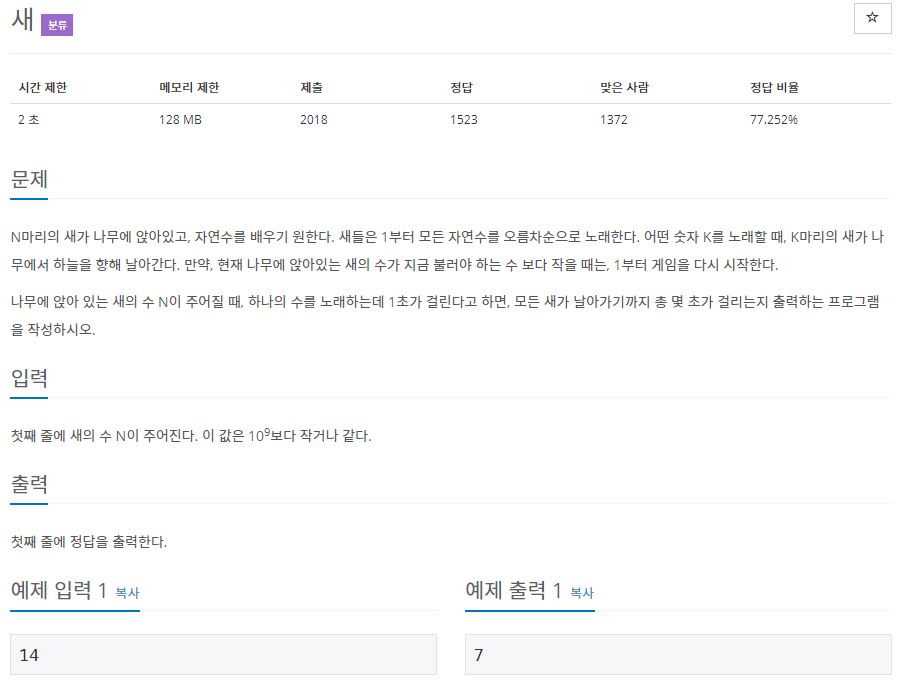 새 분류
☆
시간 제한 메모리 제한 제출 정답 맞은 사람 정답 비율
2 초 128 MB 2018 1523 1372 77.252%
문제
N마리의 새가 나무에 앉아있고, 자연수를 배우기 원한다. 새들은 1부터 모든 자연수를 오름차순으로 노래한다. 어떤 숫자 K를 노래할 때, K마리의 새가 나
무에서 하늘을 향해 날아간다. 만약, 현재 나무에 앉아있는 새의 수가 지금 불러야 하는 수 보다 작을 때는, 1부터 게임을 다시 시작한다.
나무에 앉아 있는 새의 수 N이 주어질 때, 하나의 수를 노래하는데 1초가 걸린다고 하면, 모든 새가 날아가기까지 총 몇 초가 걸리는지 출력하는 프로그램
을 작성하시오.
입력
첫째 줄에 새의 수 N이 주어진다. 이 값은 10⁹보다 작거나 같다.
출력
첫째 줄에 정답을 출력한다.
예제 입력 1 복사
14
예제 출력 1 복사
7